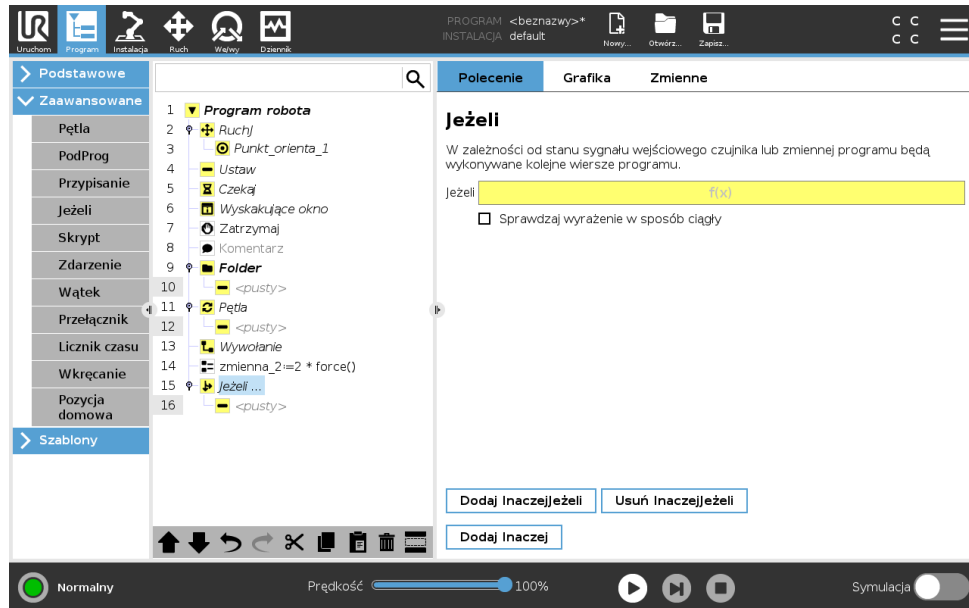 UR
PROGRAM <beznazwy>*
INSTALACJA default
C C
C C
Uruchom Program Instalacja Ruch We/wy Dziennik
Nowy... Otwórz... Zapisz...
Podstawowe
Zaawansowane
Pętla
PodProg
Przypisanie
Jeżeli
Skrypt
Zdarzenie
Wątek
Przełącznik
Licznik czasu
Wkręcanie
Pozycja
domowa
Szablony
1 Program robota
2 RuchJ
3 Punkt_orienta_1
4 Ustaw
5 Czekaj
6 Wyskakujące okno
7 Zatrzymaj
8 Komentarz
9 Folder
10 <pusty>
11 Pętla
12 <pusty>
13 Wywołanie
14 zmienna_2≔2 * force()
15 Jeżeli ...
16 <pusty>
Polecenie Grafika Zmienne
Jeżeli
W zależności od stanu sygnału wejściowego czujnika lub zmiennej programu będą
wykonywane kolejne wiersze programu.
Jeżeli f(x)
Sprawdzaj wyrażenie w sposób ciągły
Dodaj InaczejJeżeli Usuń InaczejJeżeli
Dodaj Inaczej
Normalny Prędkość 100% Symulacja